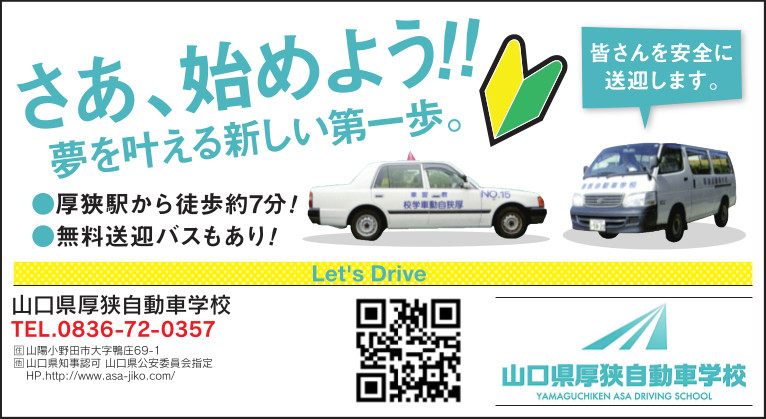 さあ、始めよう!!
夢を叶える新しい第一歩。
皆さんを安全に
送迎します。
●厚狭駅から徒歩約7分!
●無料送迎バスもあり!
NO.15
校学車動自狭厚
Let's Drive
山口県厚狭自動車学校
TEL.0836-72-0357
住 山陽小野田市大字鴨庄69-1
他 山口県知事認可 山口県公安委員会指定
HP.http://www.asa-jiko.com/
山口県厚狭自動車学校
YAMAGUCHIKEN ASA DRIVING SCHOOL